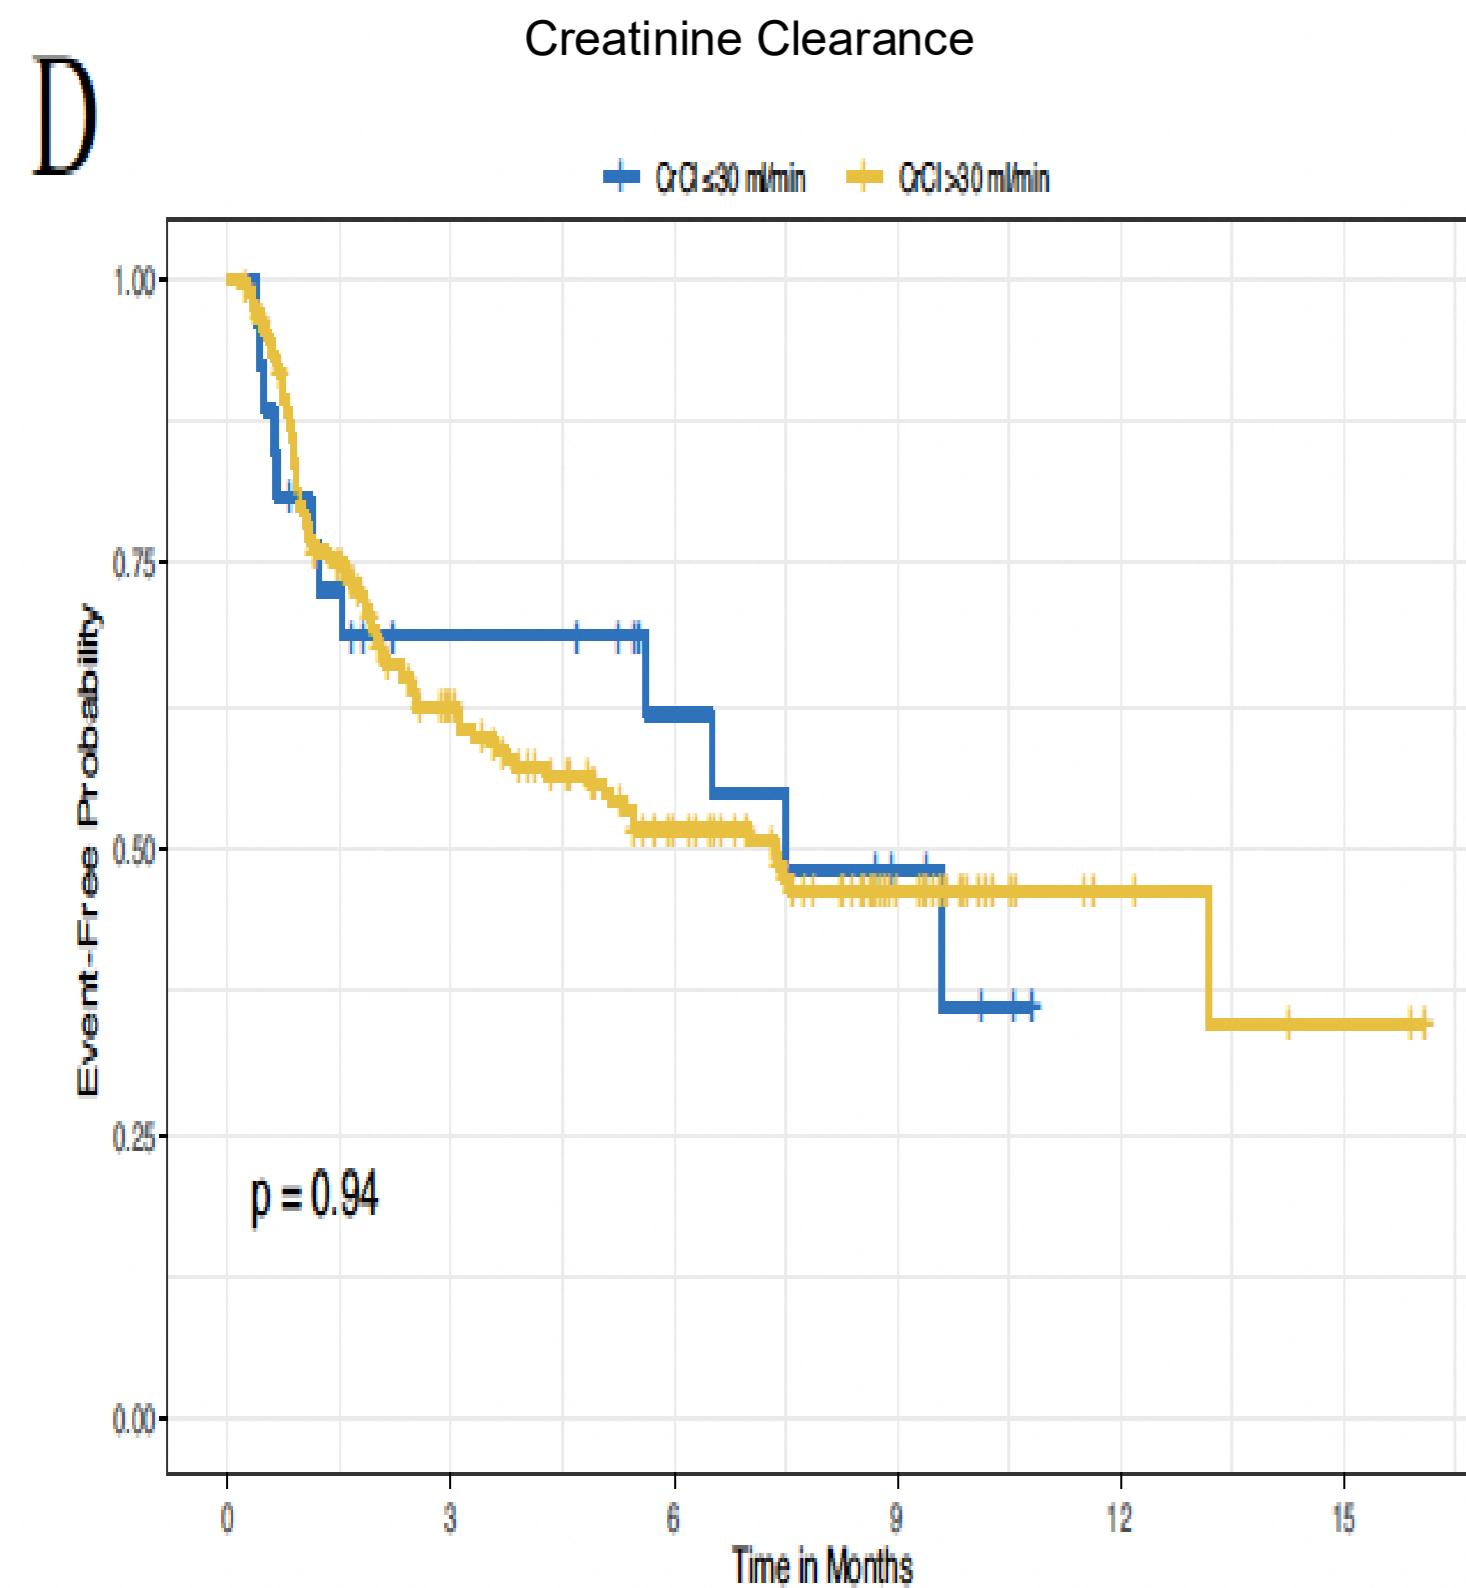 Creatinine Clearance
D
CrCl ≤30 ml/min CrCl >30 ml/min
1.00
0.75
0.50
0.25
0.00
Event-Free Probability
p = 0.94
0 3 6 9 12 15
Time in Months